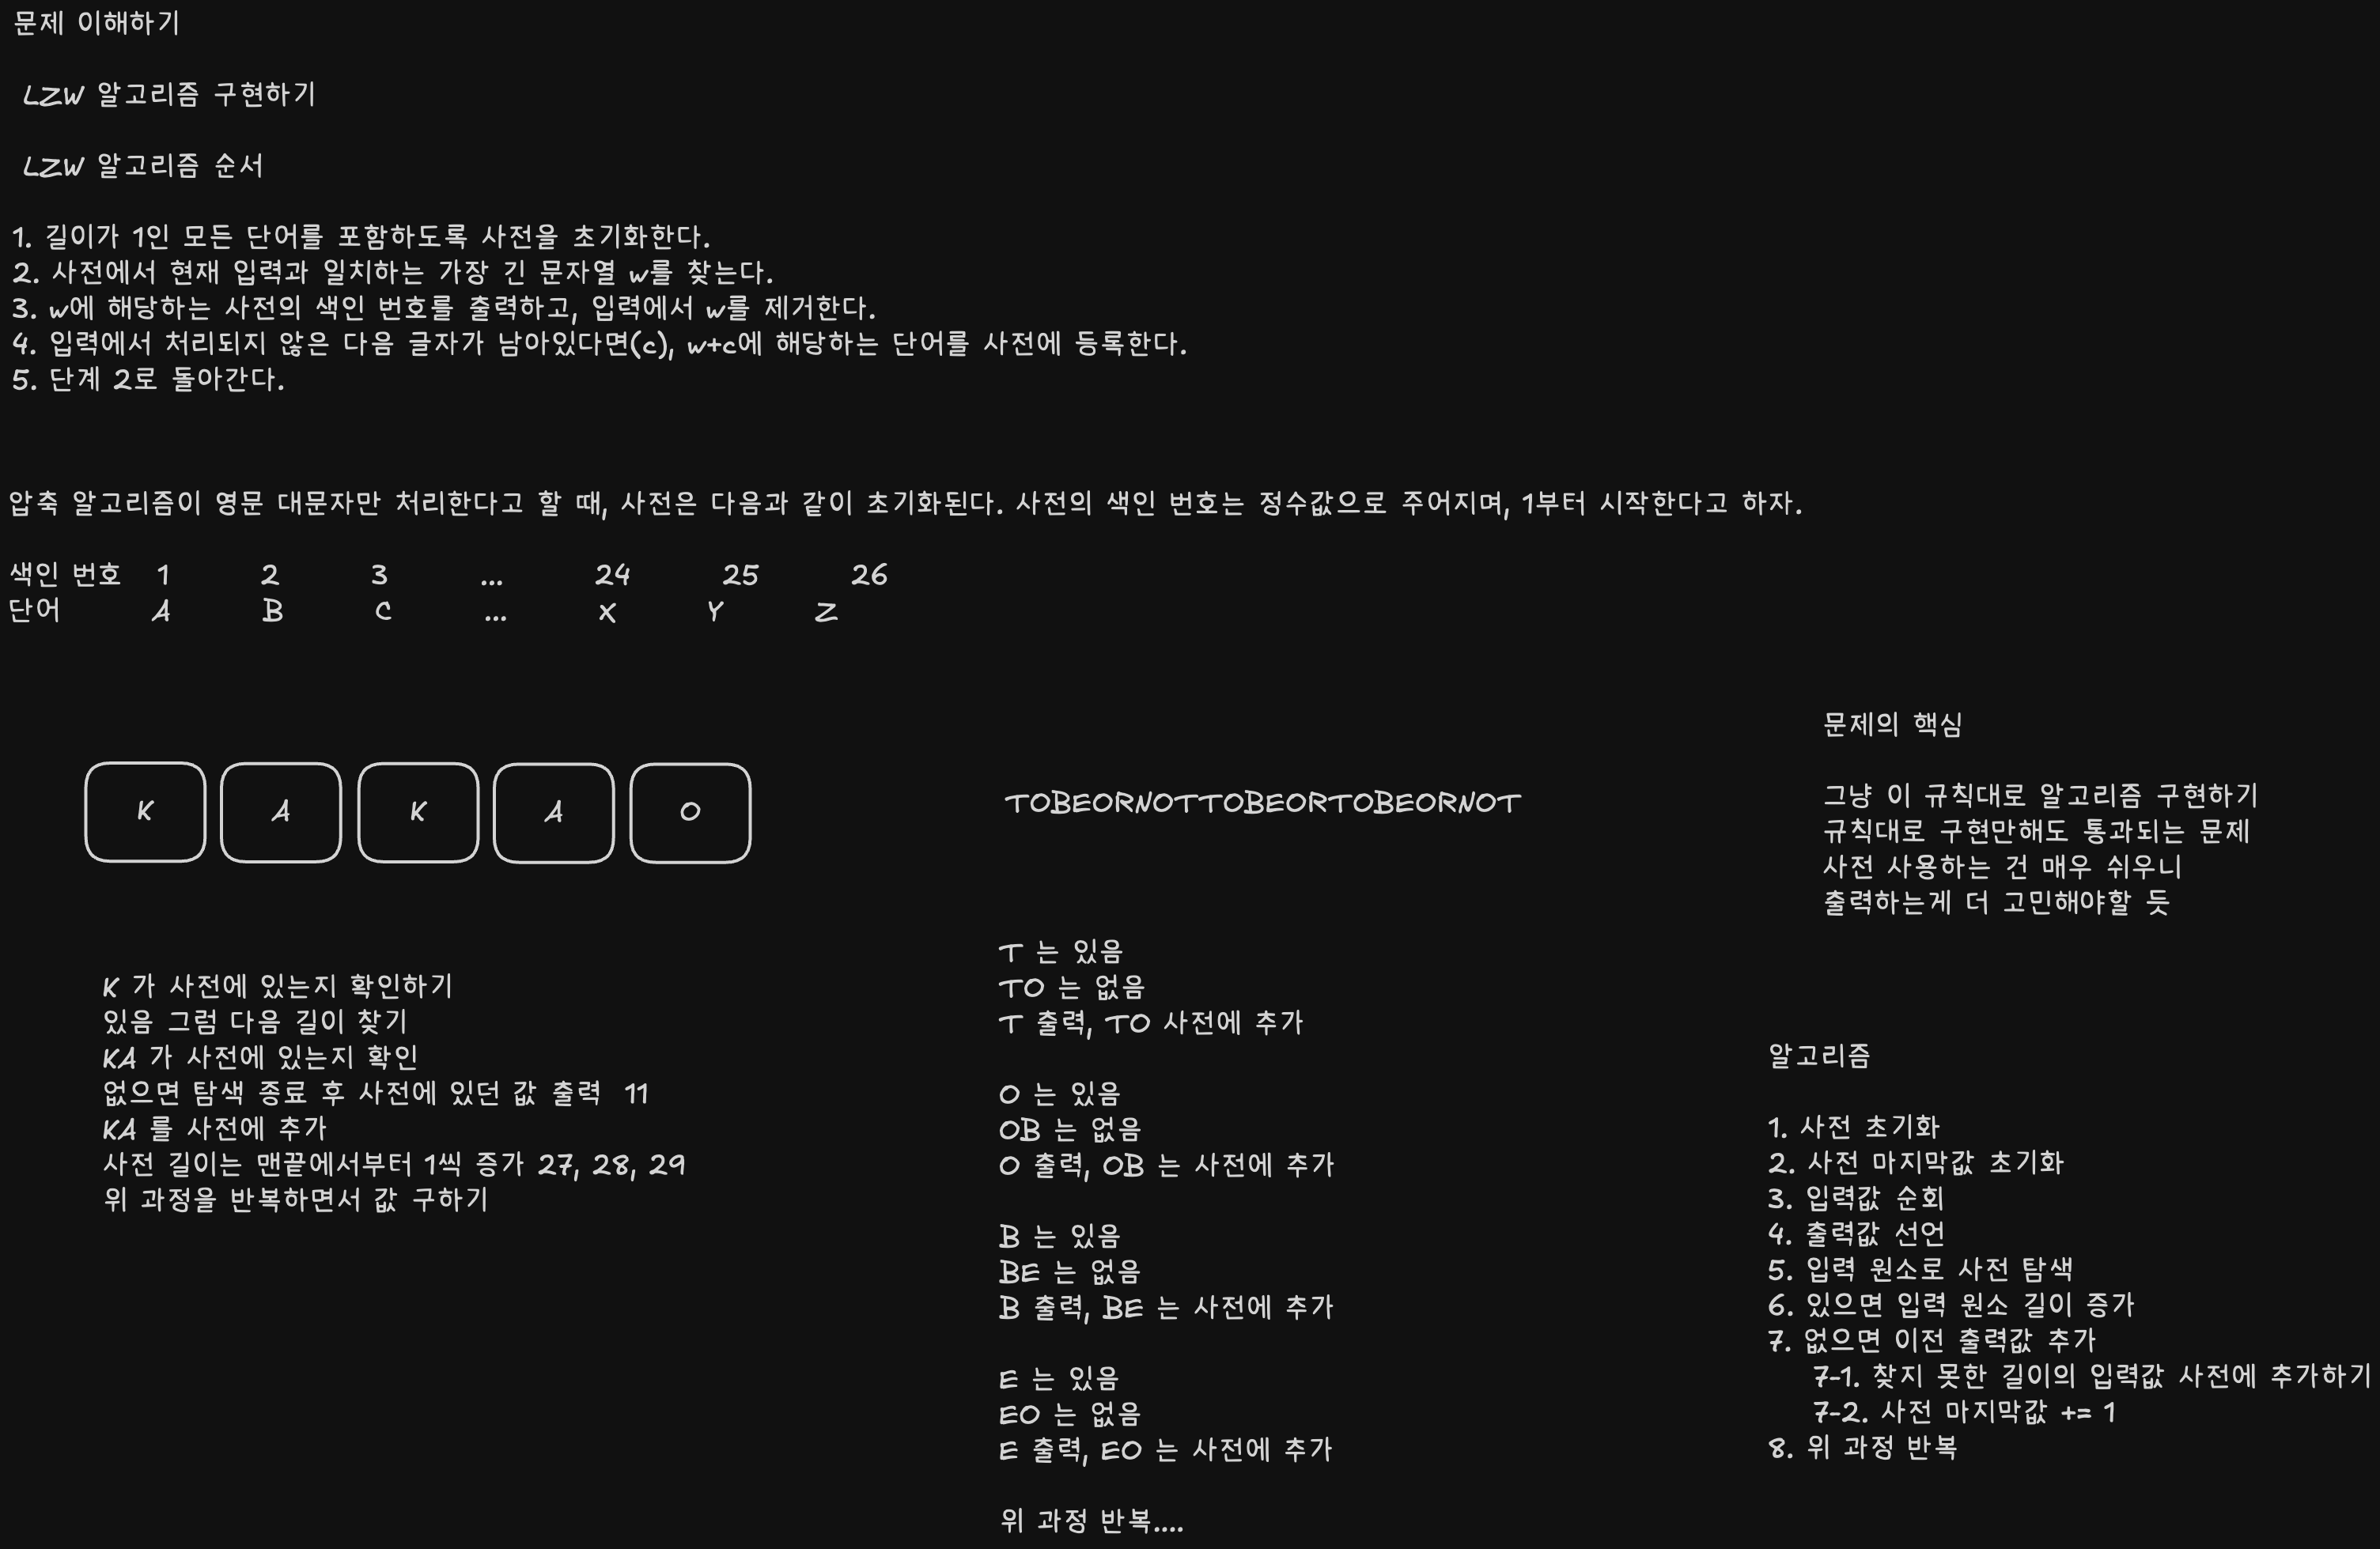 문제 이해하기
LZW 알고리즘 구현하기
LZW 알고리즘 순서
1. 길이가 1인 모든 단어를 포함하도록 사전을 초기화한다.
2. 사전에서 현재 입력과 일치하는 가장 긴 문자열 w를 찾는다.
3. w에 해당하는 사전의 색인 번호를 출력하고, 입력에서 w를 제거한다.
4. 입력에서 처리되지 않은 다음 글자가 남아있다면(c), w+c에 해당하는 단어를 사전에 등록한다.
5. 단계 2로 돌아간다.
압축 알고리즘이 영문 대문자만 처리한다고 할 때, 사전은 다음과 같이 초기화된다. 사전의 색인 번호는 정수값으로 주어지며, 1부터 시작한다고 하자.
색인 번호 1 2 3 ... 24 25 26
단어 A B C ... X Y Z
K A K A O
K 가 사전에 있는지 확인하기
있음 그럼 다음 길이 찾기
KA 가 사전에 있는지 확인
없으면 탐색 종료 후 사전에 있던 값 출력 11
KA 를 사전에 추가
사전 길이는 맨끝에서부터 1씩 증가 27, 28, 29
위 과정을 반복하면서 값 구하기
TOBEORNOTTOBEORTOBEORNOT
T 는 있음
TO 는 없음
T 출력, TO 사전에 추가
O 는 있음
OB 는 없음
O 출력, OB 는 사전에 추가
B 는 있음
BE 는 없음
B 출력, BE 는 사전에 추가
E 는 있음
EO 는 없음
E 출력, EO 는 사전에 추가
위 과정 반복....
문제의 핵심
그냥 이 규칙대로 알고리즘 구현하기
규칙대로 구현만해도 통과되는 문제
사전 사용하는 건 매우 쉬우니
출력하는게 더 고민해야할 듯
알고리즘
1. 사전 초기화
2. 사전 마지막값 초기화
3. 입력값 순회
4. 출력값 선언
5. 입력 원소로 사전 탐색
6. 있으면 입력 원소 길이 증가
7. 없으면 이전 출력값 추가
7-1. 찾지 못한 길이의 입력값 사전에 추가하기
7-2. 사전 마지막값 += 1
8. 위 과정 반복